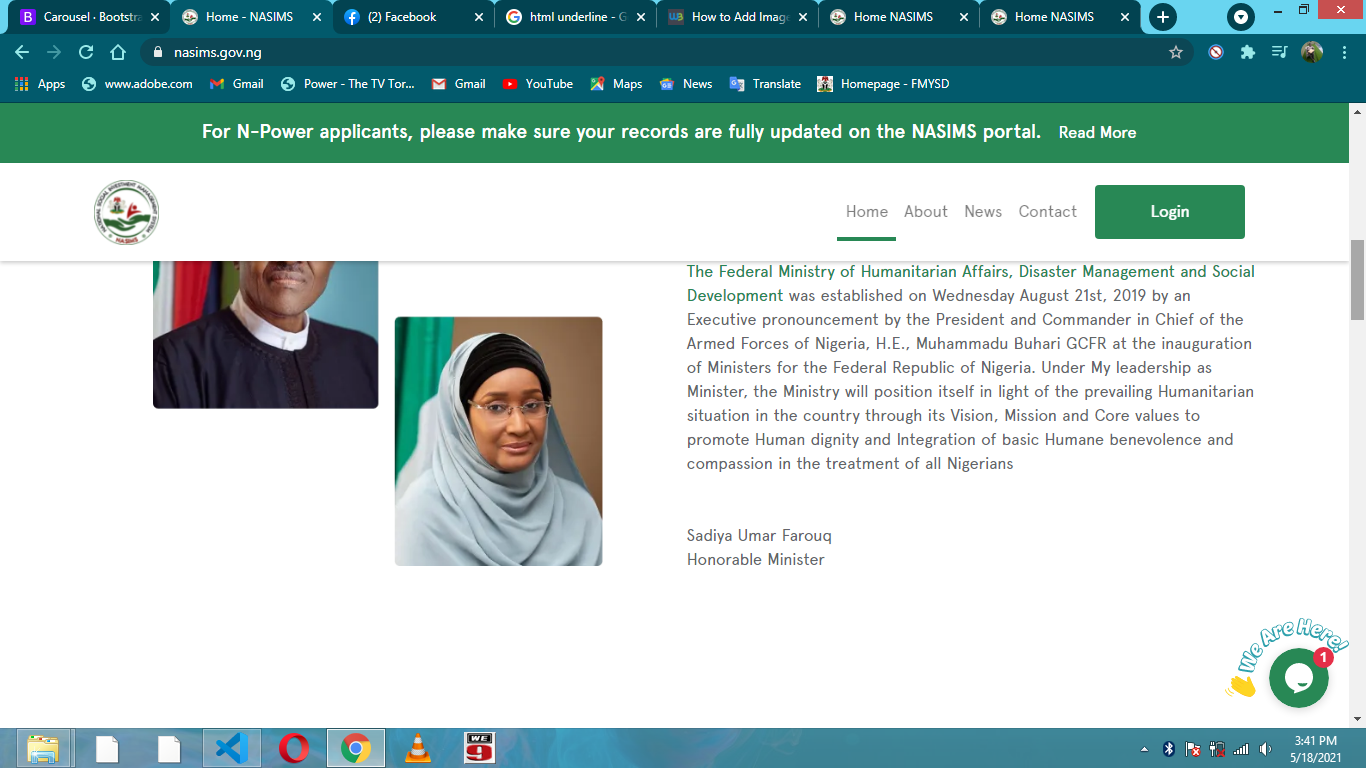 Carousel · Bootstra
Home - NASIMS
(2) Facebook
html underline - G
How to Add Image
Home NASIMS
Home NASIMS
nasims.gov.ng
Apps
www.adobe.com
Gmail
Power - The TV Tor...
Gmail
YouTube
Maps
News
Translate
Homepage - FMYSD
For N-Power applicants, please make sure your records are fully updated on the NASIMS portal. Read More
NATIONAL SOCIAL INVESTMENT MANAGEMENT SYSTEM
NASIMS
Home
About
News
Contact
Login
The Federal Ministry of Humanitarian Affairs, Disaster Management and Social
Development was established on Wednesday August 21st, 2019 by an
Executive pronouncement by the President and Commander in Chief of the
Armed Forces of Nigeria, H.E., Muhammadu Buhari GCFR at the inauguration
of Ministers for the Federal Republic of Nigeria. Under My leadership as
Minister, the Ministry will position itself in light of the prevailing Humanitarian
situation in the country through its Vision, Mission and Core values to
promote Human dignity and Integration of basic Humane benevolence and
compassion in the treatment of all Nigerians
Sadiya Umar Farouq
Honorable Minister
We Are Here!
1
WE
9
3:41 PM
5/18/2021